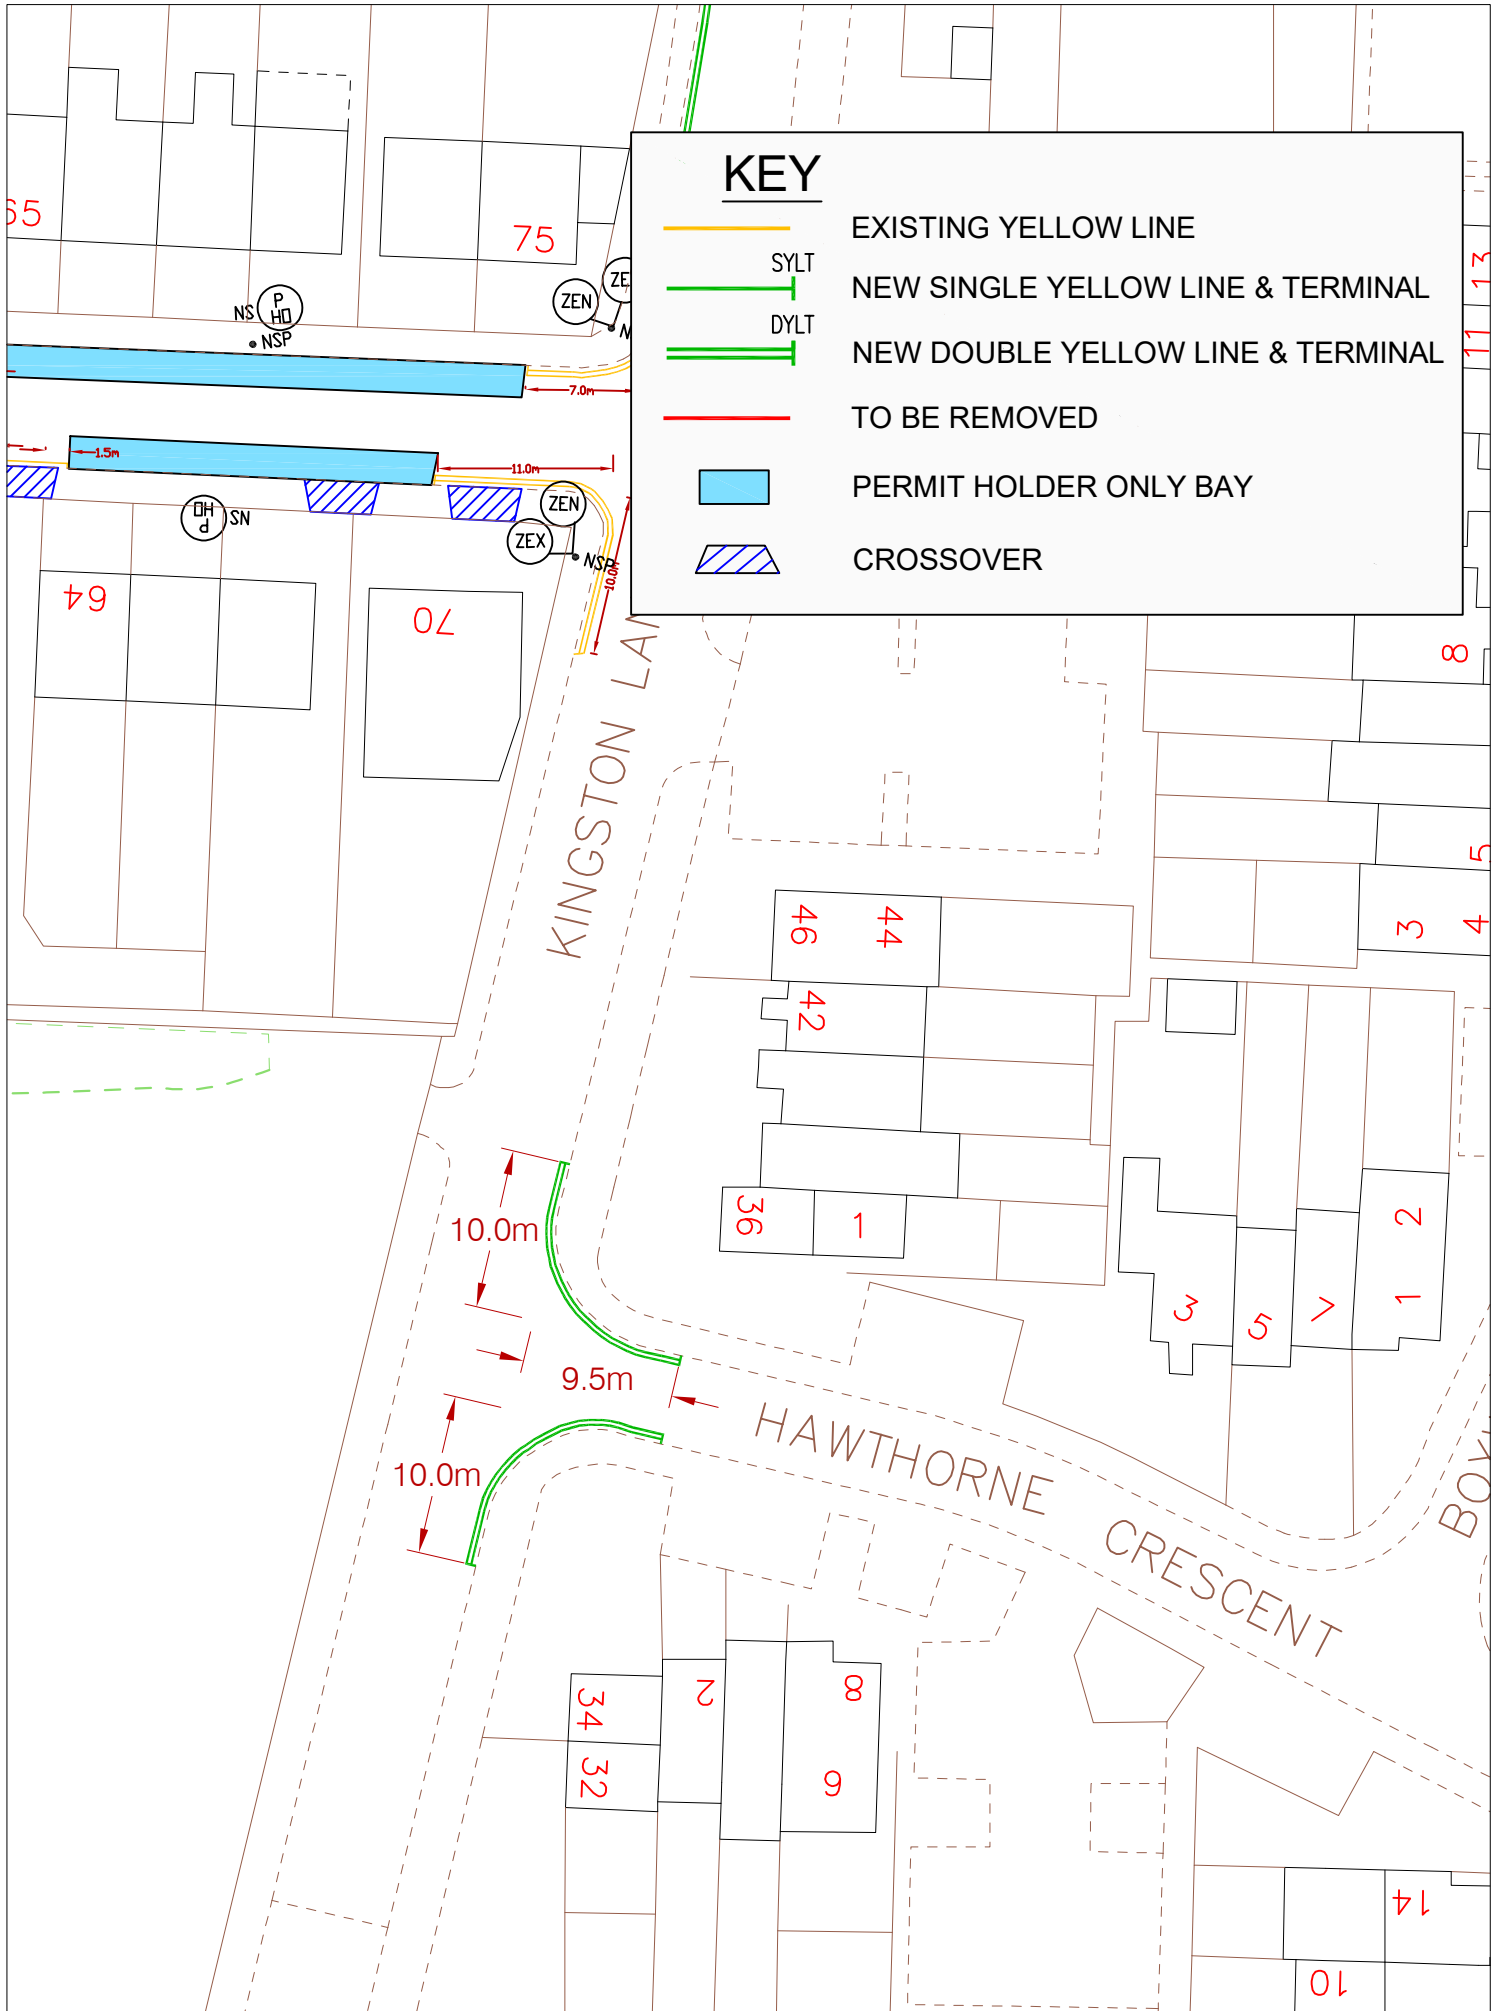 KEY
EXISTING YELLOW LINE
SYLT
NEW SINGLE YELLOW LINE & TERMINAL
DYLT
NEW DOUBLE YELLOW LINE & TERMINAL
TO BE REMOVED
PERMIT HOLDER ONLY BAY
CROSSOVER
75
13
11
ZEN
NS
P
NSP
7.0m
1.5m
11.0m
SN
P
ZEN
ZEX
NSP
10.0m
64
70
8
5
3
4
KINGSTON
46
44
42
36
1
3
5
7
2
1
10.0m
9.5m
10.0m
HAWTHORNE CRESCENT
34
32
2
8
6
14
10